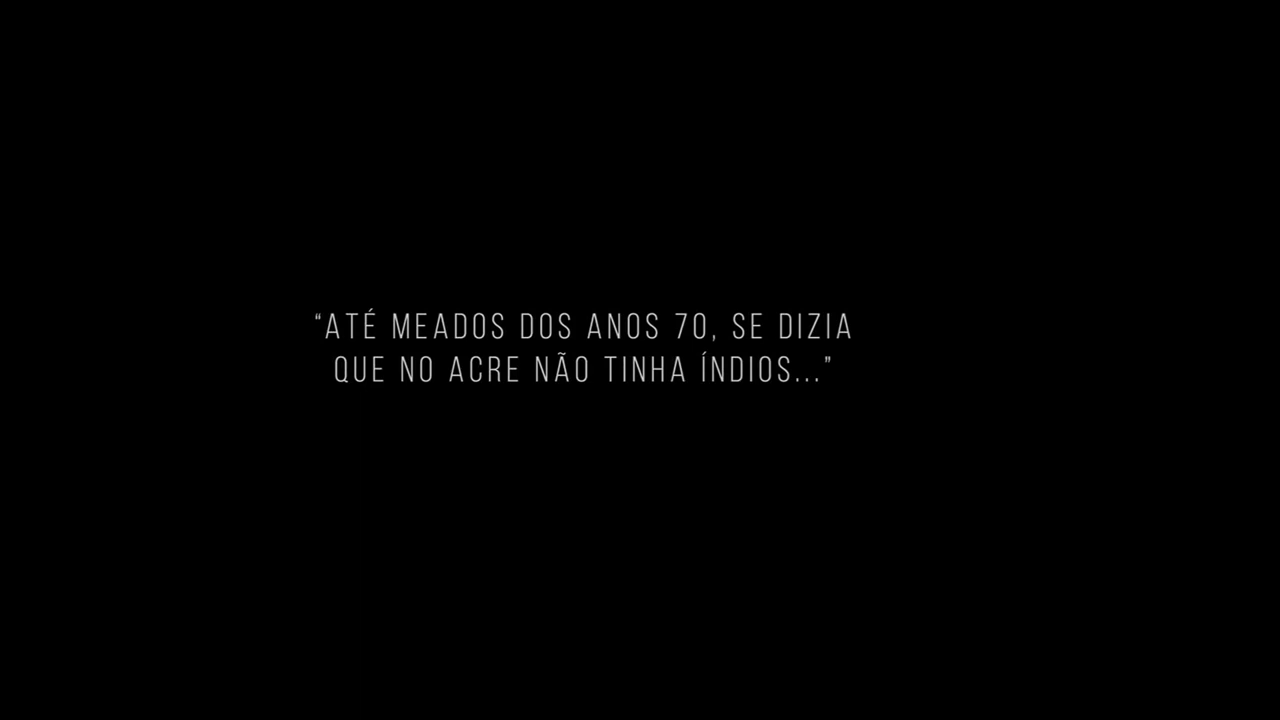 “ATÉ MEADOS DOS ANOS 70, SE DIZIA
QUE NO ACRE NÃO TINHA ÍNDIOS...”